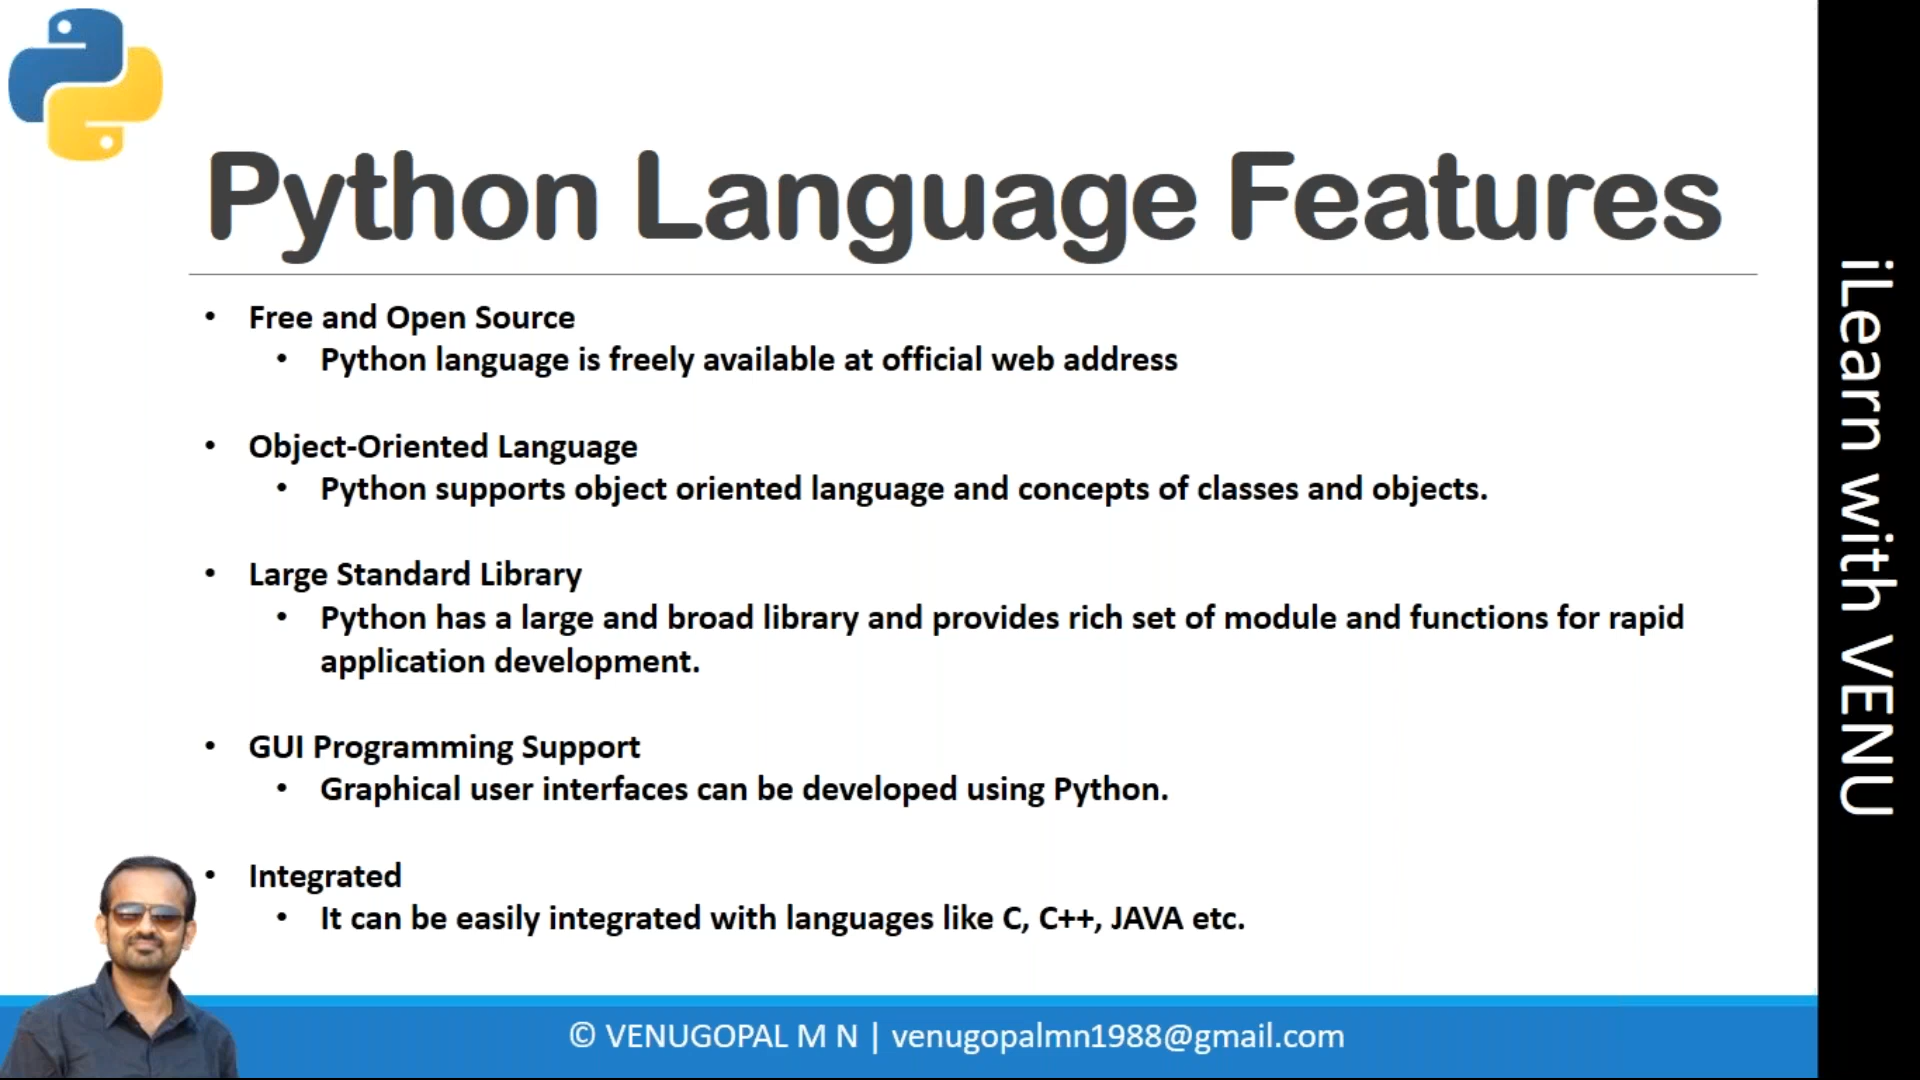 Python Language Features
• Free and Open Source
• Python language is freely available at official web address
• Object-Oriented Language
• Python supports object oriented language and concepts of classes and objects.
• Large Standard Library
• Python has a large and broad library and provides rich set of module and functions for rapid
application development.
• GUI Programming Support
• Graphical user interfaces can be developed using Python.
• Integrated
• It can be easily integrated with languages like C, C++, JAVA etc.
© VENUGOPAL M N | venugopalmn1988@gmail.com
iLearn with VENU